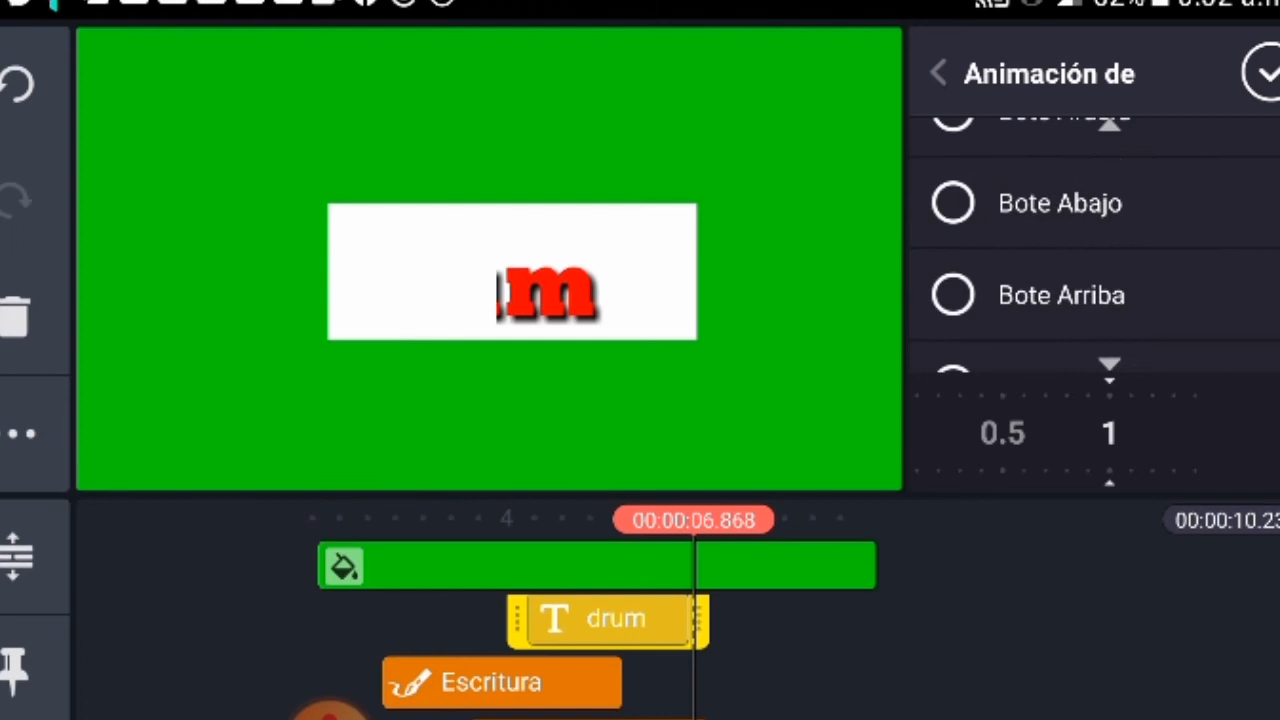 Animación de
Bote Abajo
Bote Arriba
0.5
1
m
4
00:00:06.868
00:00:10.23
T drum
Escritura